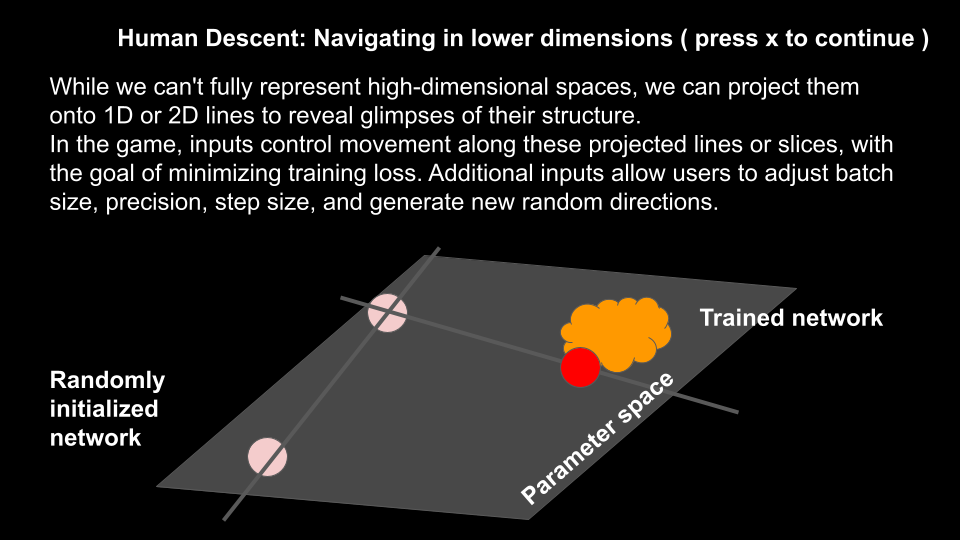 Human Descent: Navigating in lower dimensions ( press x to continue )
While we can't fully represent high-dimensional spaces, we can project them
onto 1D or 2D lines to reveal glimpses of their structure.
In the game, inputs control movement along these projected lines or slices, with
the goal of minimizing training loss. Additional inputs allow users to adjust batch
size, precision, step size, and generate new random directions.
Trained network
Randomly
initialized
network
Parameter space